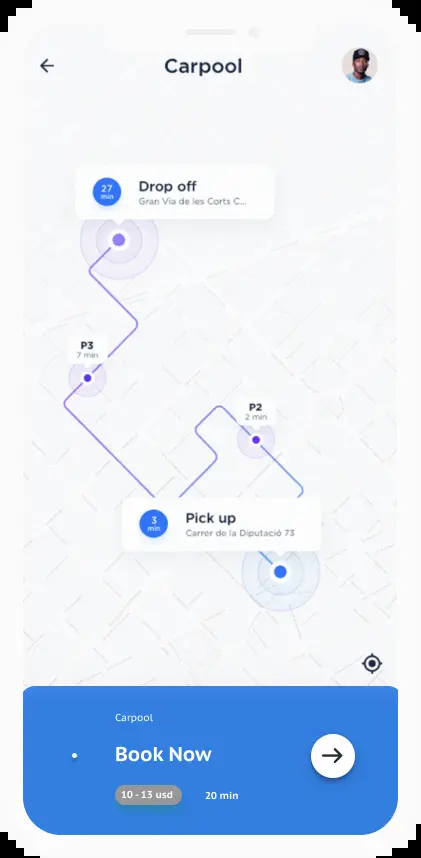 Carpool
27
min
Drop off
Gran Via de les Corts C...
P3
7 min
P2
2 min
3
min
Pick up
Carrer de la Diputació 73
Carpool
Book Now
10 - 13 usd
20 min